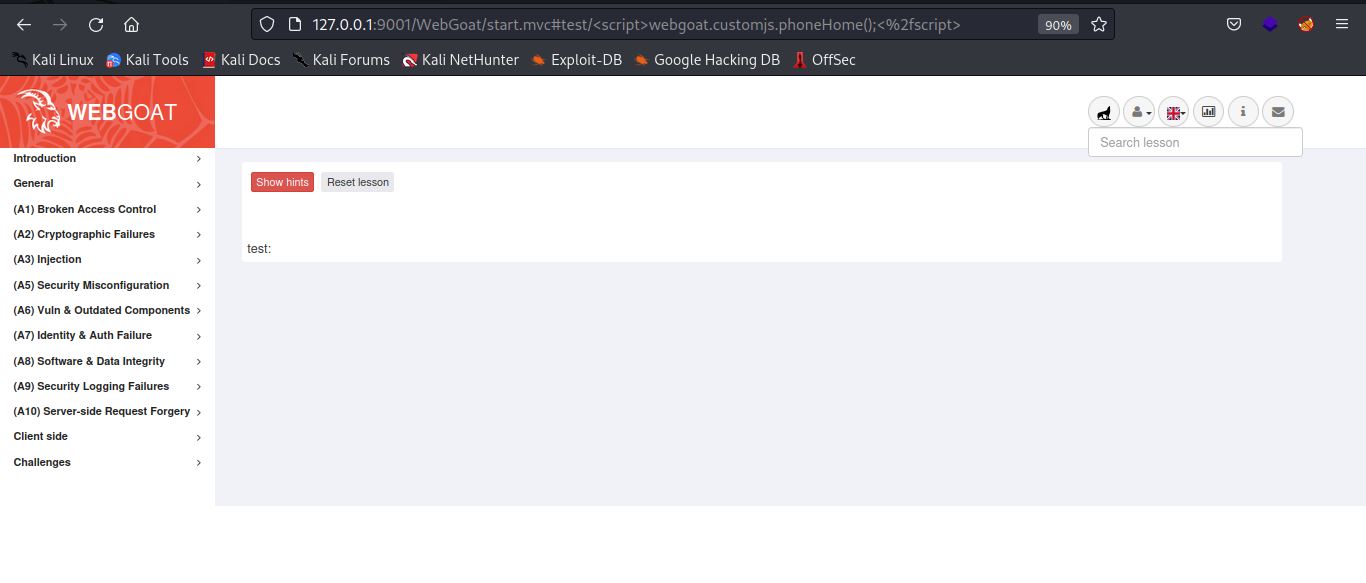 127.0.0.1:9001/WebGoat/start.mvc#test/<script>webgoat.customjs.phoneHome();<%2fscript>
90%
Kali Linux Kali Tools Kali Docs Kali Forums Kali NetHunter Exploit-DB Google Hacking DB OffSec
WEBGOAT
Search lesson
Introduction
General
(A1) Broken Access Control
(A2) Cryptographic Failures
(A3) Injection
(A5) Security Misconfiguration
(A6) Vuln & Outdated Components
(A7) Identity & Auth Failure
(A8) Software & Data Integrity
(A9) Security Logging Failures
(A10) Server-side Request Forgery
Client side
Challenges
Show hints Reset lesson
test: